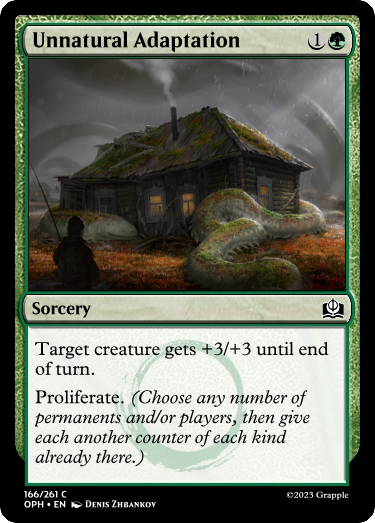 Unnatural Adaptation 1
Sorcery
Target creature gets +3/+3 until end
of turn.
Proliferate. (Choose any number of
permanents and/or players, then give
each another counter of each kind
already there.)
166/261 C
OPH • EN Denis Zhbankov
©2023 Grapple